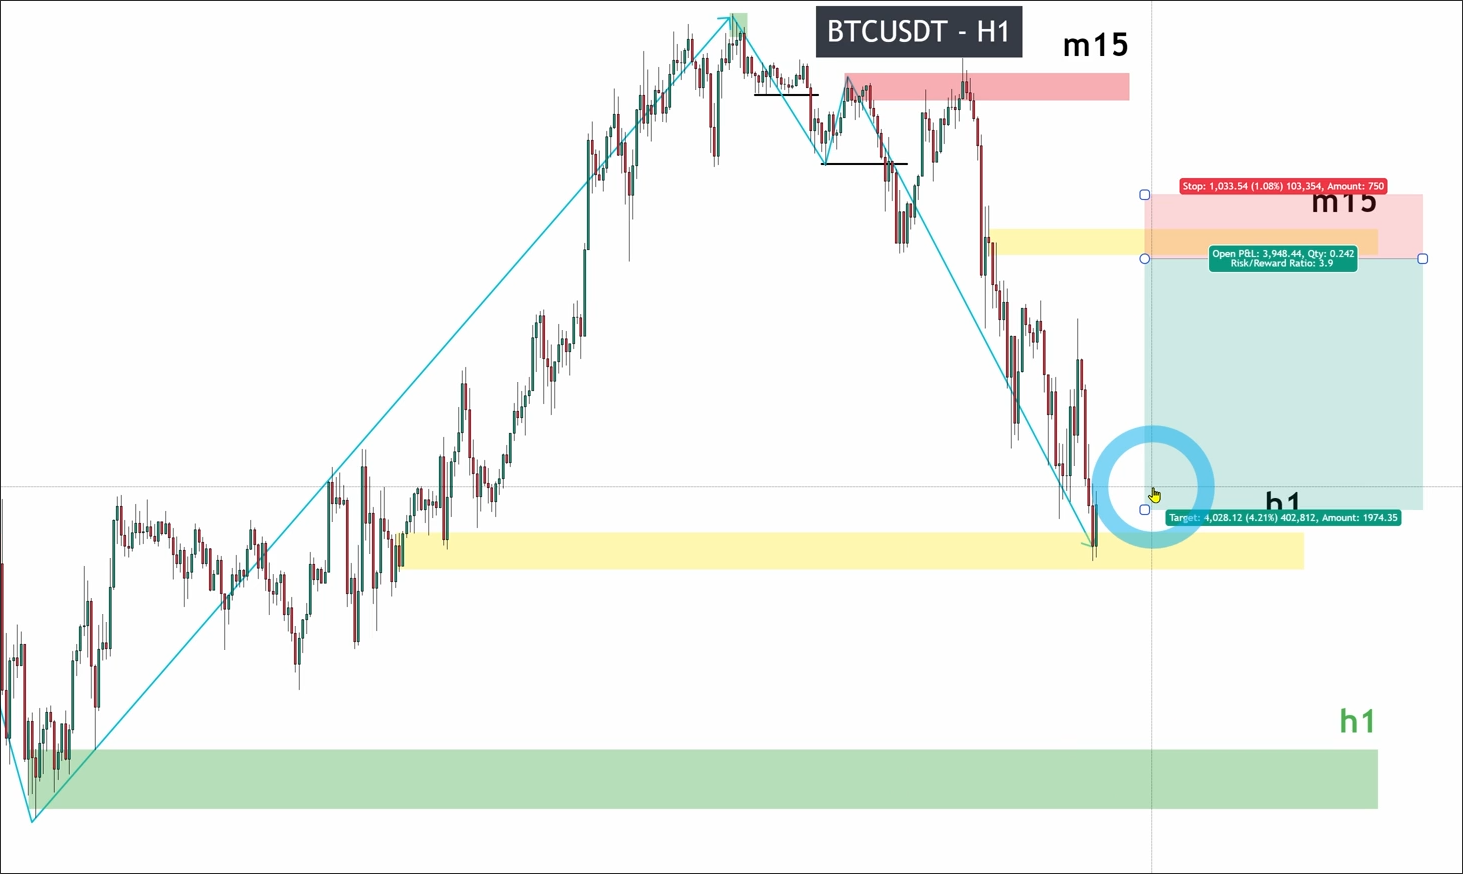 BTCUSDT - H1
m15
Stop: 1,033.54 (1.08%) 103,354, Amount: 750
m15
Open P&L: 3,948.44, Qty: 0.242
Risk/Reward Ratio: 3.9
h1
Target: 4,028.12 (4.21%) 402,812, Amount: 1974.35
h1